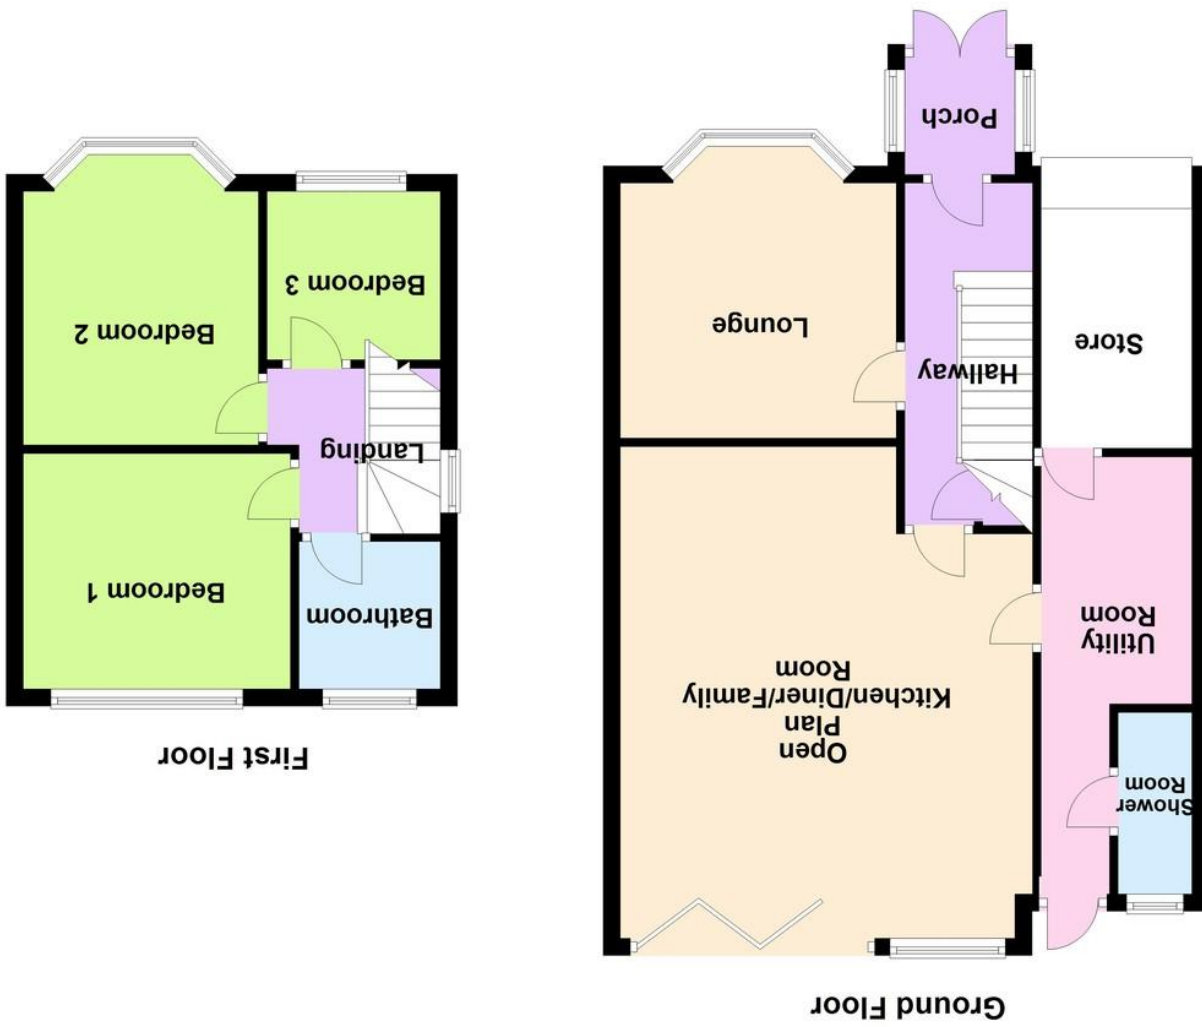 Ground Floor
Shower
Room
Open
Plan
Kitchen/Diner/Family
Room
Utility
Room
Hallway
Store
Lounge
Porch
First Floor
Bathroom
Bedroom 1
Landing
Bedroom 2
Bedroom 3